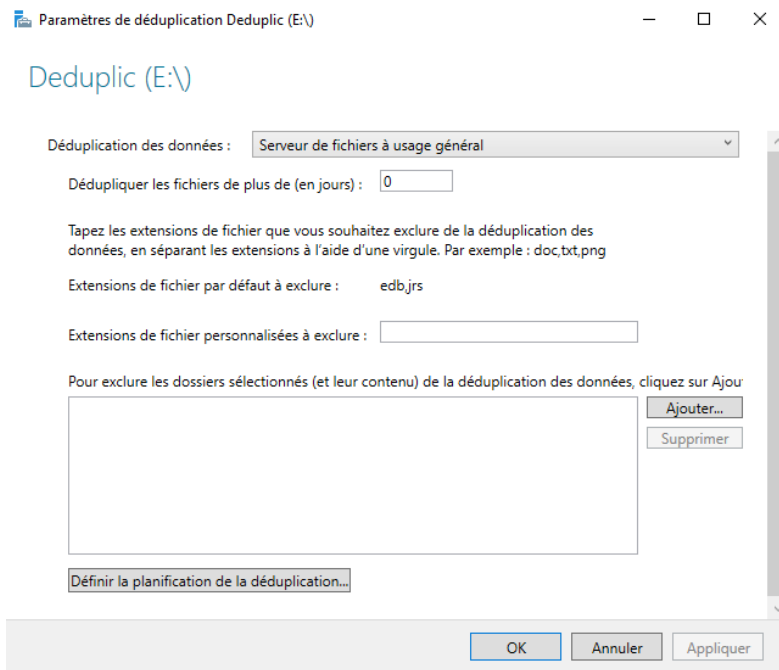 Paramètres de déduplication Deduplic (E:\)
Deduplic (E:\)
Déduplication des données :
Serveur de fichiers à usage général
Dédupliquer les fichiers de plus de (en jours) :
0
Tapez les extensions de fichier que vous souhaitez exclure de la déduplication des
données, en séparant les extensions à l'aide d'une virgule. Par exemple : doc,txt,png
Extensions de fichier par défaut à exclure :
edb,jrs
Extensions de fichier personnalisées à exclure :
Pour exclure les dossiers sélectionnés (et leur contenu) de la déduplication des données, cliquez sur Ajou
Ajouter...
Supprimer
Définir la planification de la déduplication...
OK
Annuler
Appliquer